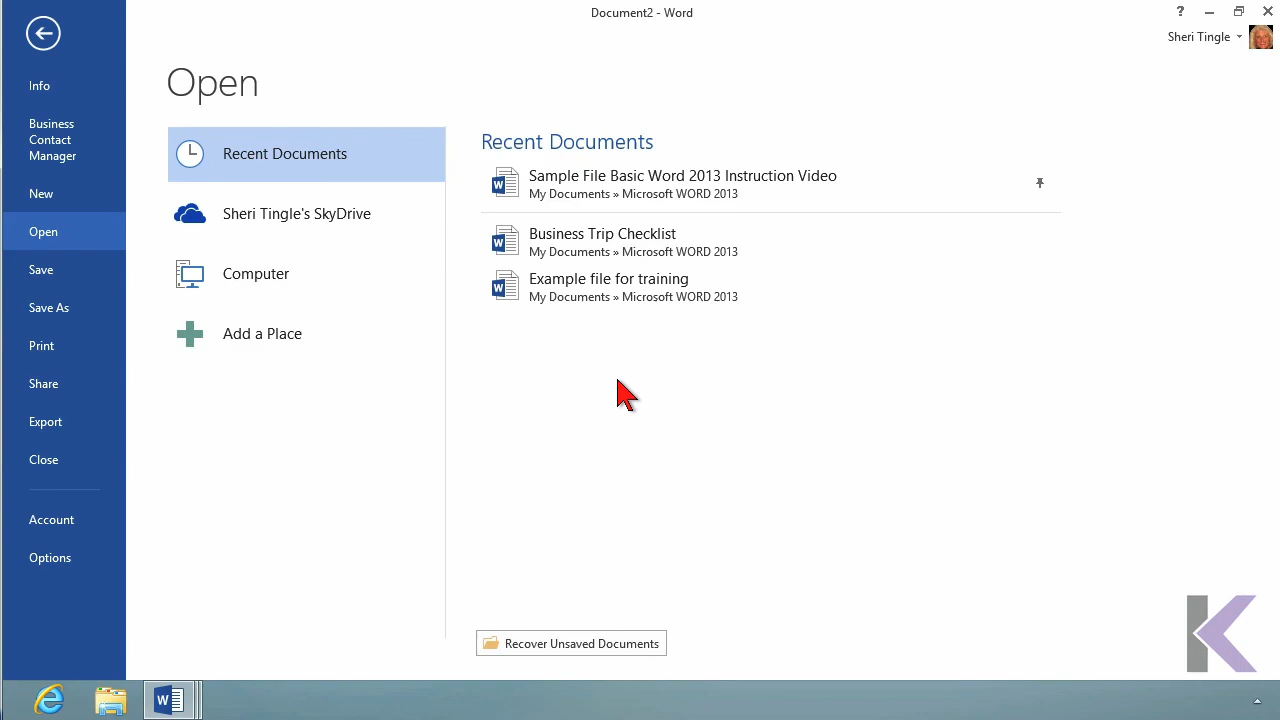 Document2 - Word
?
Sheri Tingle
Info
Business
Contact
Manager
New
Open
Save
Save As
Print
Share
Export
Close
Account
Options
Open
Recent Documents
Sheri Tingle's SkyDrive
Computer
Add a Place
Recent Documents
Sample File Basic Word 2013 Instruction Video
My Documents » Microsoft WORD 2013
Business Trip Checklist
My Documents » Microsoft WORD 2013
Example file for training
My Documents » Microsoft WORD 2013
Recover Unsaved Documents
K